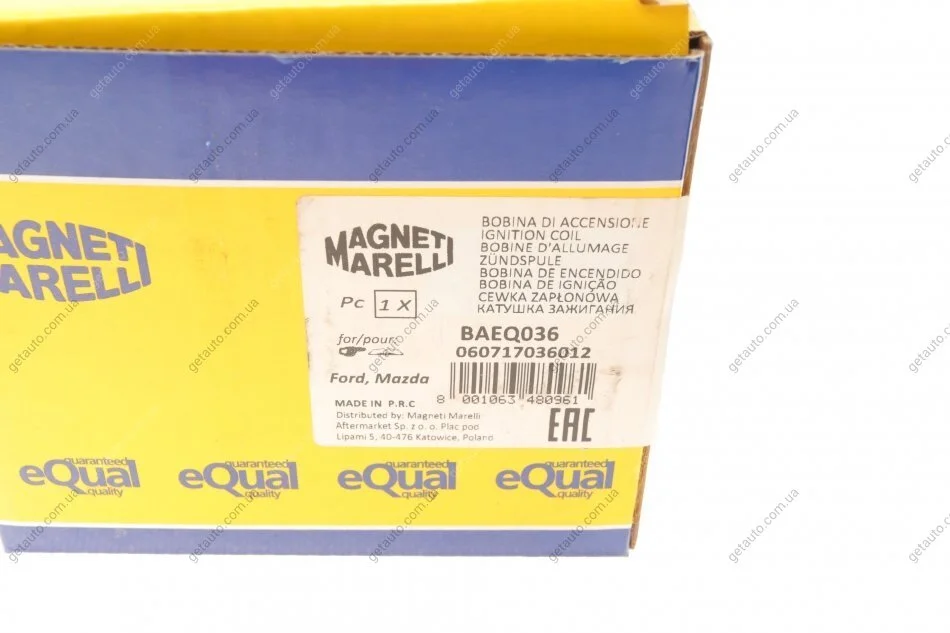 MAGNETI
MARELLI
MAGNETI
MARELLI
Pc 1 X
for/pour:
Ford, Mazda
MADE IN P.R.C
Distributed by: Magneti Marelli
Aftermarket Sp. z o. o. Plac pod
Lipami 5, 40-476 Katowice, Poland
BOBINA DI ACCENSIONE
IGNITION COIL
BOBINE D'ALLUMAGE
ZÜNDSPULE
BOBINA DE ENCENDIDO
BOBINA DE IGNIÇÃO
CEWKA ZAPŁONOWA
КАТУШКА ЗАЖИГАНИЯ
BAEQ036
060717036012
8 001063 480961
EAC
guaranteed
eQual
quality
guaranteed
eQual
quality
guaranteed
eQual
quality
guaranteed
eQual
quality
getauto.com.ua